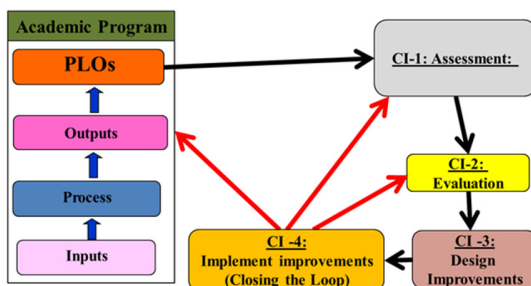 Academic Program
PLOs
Outputs
Process
Inputs
CI-1: Assessment:
CI-2:
Evaluation
CI -3:
Design
Improvements
CI -4:
Implement improvements
(Closing the Loop)